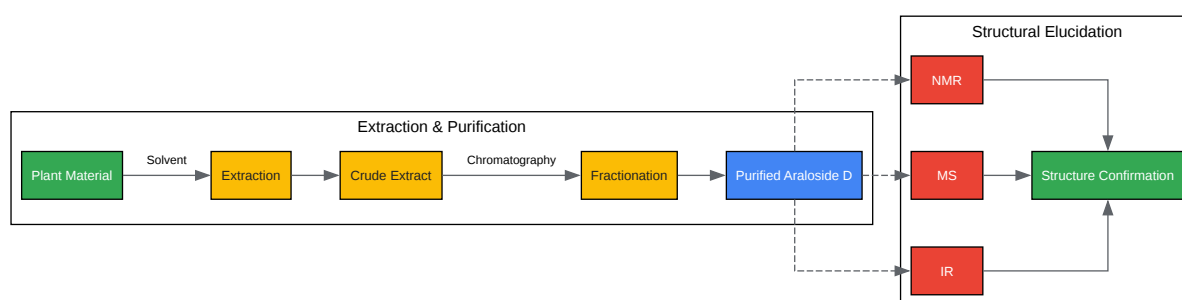 Structural Elucidation
NMR
Extraction & Purification
Plant Material
Solvent
Extraction
Crude Extract
Chromatography
Fractionation
Purified Araloside D
MS
Structure Confirmation
IR